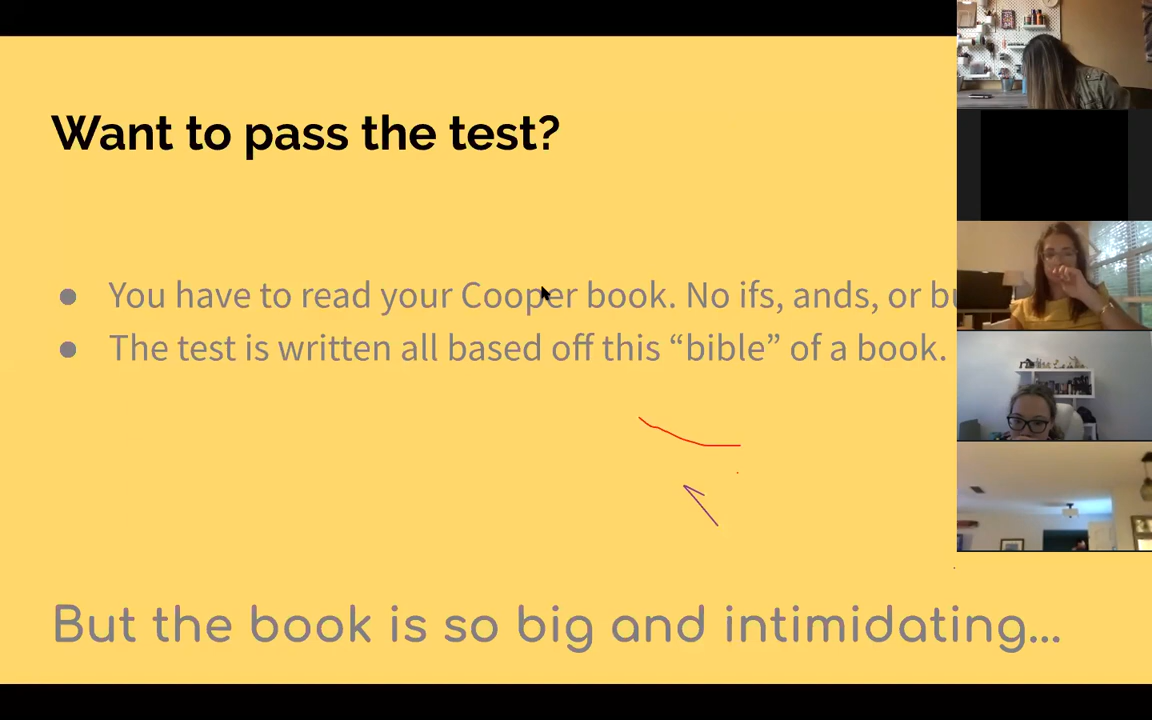 Want to pass the test?
You have to read your Cooper book. No ifs, ands, or bu
The test is written all based off this “bible” of a book.
But the book is so big and intimidating...